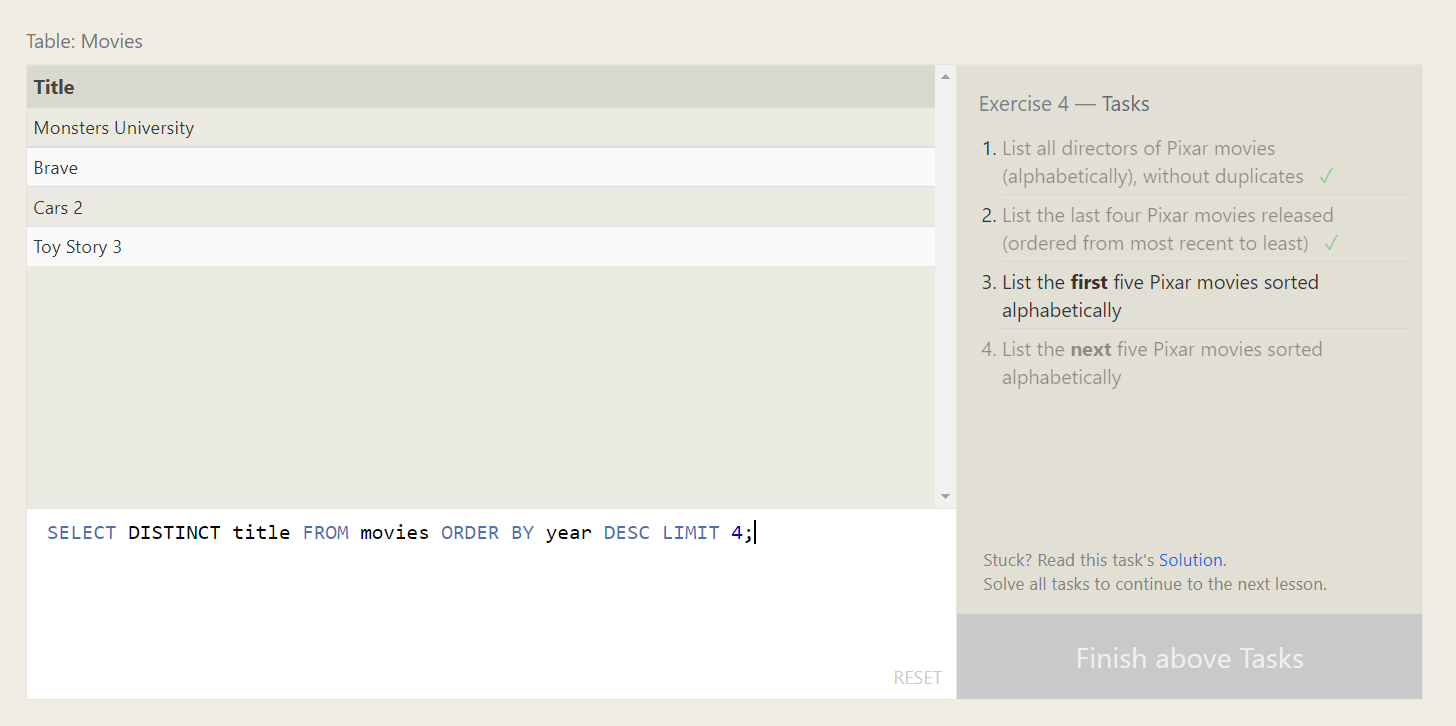 Table: Movies
Title
Monsters University
Brave
Cars 2
Toy Story 3
SELECT DISTINCT title FROM movies ORDER BY year DESC LIMIT 4;
RESET
Exercise 4 — Tasks
1. List all directors of Pixar movies
(alphabetically), without duplicates ✓
2. List the last four Pixar movies released
(ordered from most recent to least) ✓
3. List the first five Pixar movies sorted
alphabetically
4. List the next five Pixar movies sorted
alphabetically
Stuck? Read this task's Solution.
Solve all tasks to continue to the next lesson.
Finish above Tasks